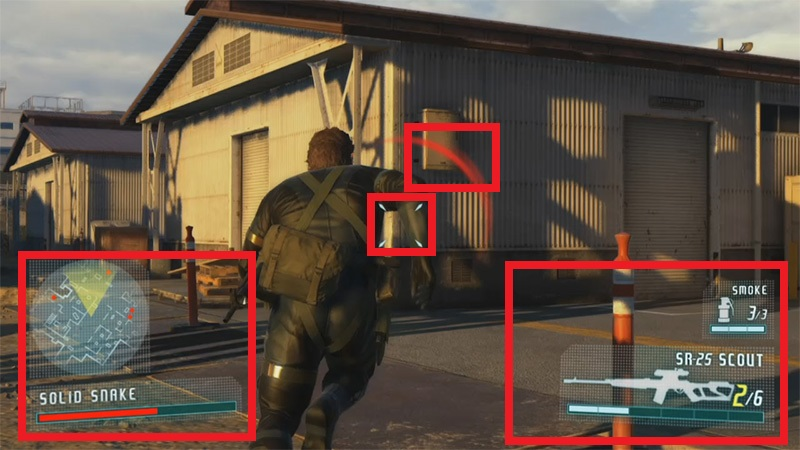 SMOKE
3/3
SR-25 SCOUT
2/6
SOLID SNAKE